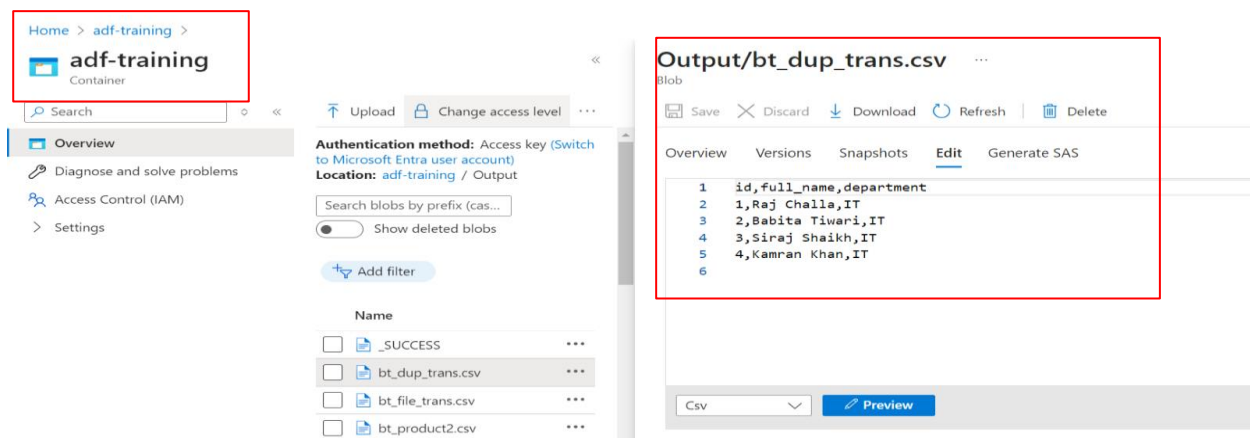 Home > adf-training >
adf-training
Container
Search
Overview
Diagnose and solve problems
Access Control (IAM)
Settings
Upload
Change access level
Authentication method: Access key (Switch
to Microsoft Entra user account)
Location: adf-training / Output
Search blobs by prefix (cas...
Show deleted blobs
Add filter
Name
_SUCCESS
bt_dup_trans.csv
bt_file_trans.csv
bt_product2.csv
Output/bt_dup_trans.csv ...
Blob
Save Discard Download Refresh Delete
Overview Versions Snapshots Edit Generate SAS
1 id,full_name,department
2 1,Raj Challa,IT
3 2,Babita Tiwari,IT
4 3,Siraj Shaikh,IT
5 4,Kamran Khan,IT
6
Csv Preview